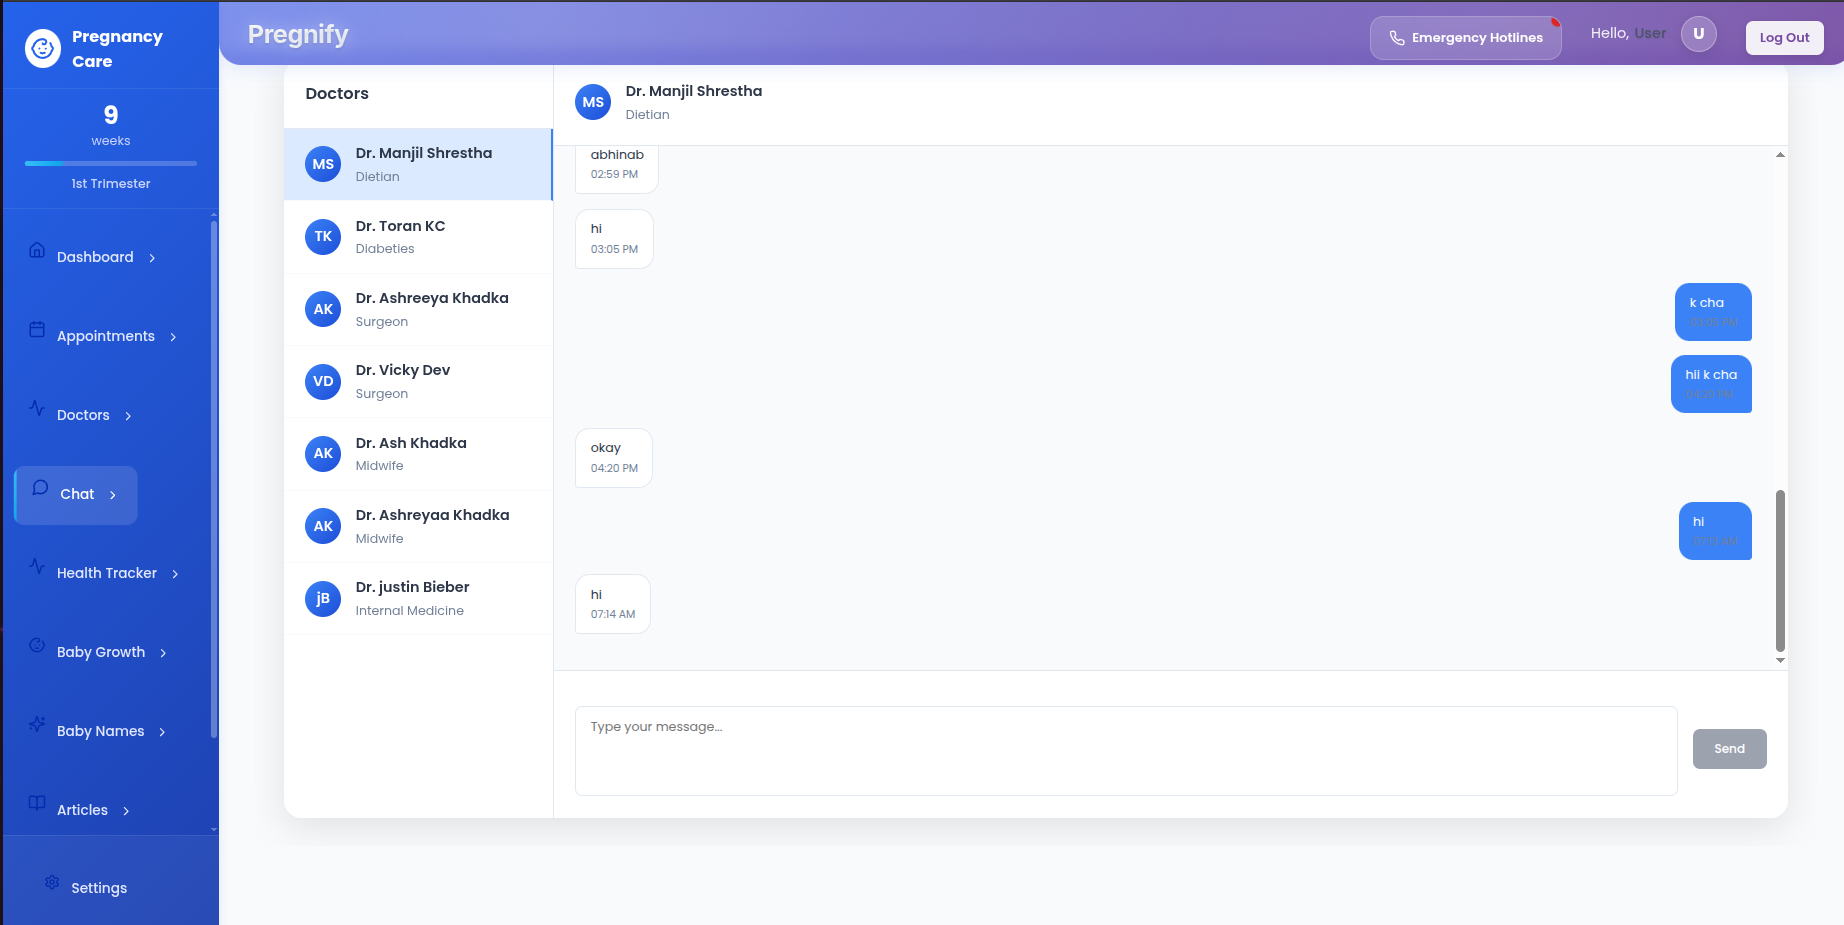 Pregnancy
Care
9
weeks
1st Trimester
Dashboard
Appointments
Doctors
Chat
Health Tracker
Baby Growth
Baby Names
Articles
Settings
Pregnify
Emergency Hotlines
Hello, User
U
Log Out
Doctors
MS
Dr. Manjil Shrestha
Dietian
TK
Dr. Toran KC
Diabeties
AK
Dr. Ashreeya Khadka
Surgeon
VD
Dr. Vicky Dev
Surgeon
AK
Dr. Ash Khadka
Midwife
AK
Dr. Ashreyaa Khadka
Midwife
jB
Dr. justin Bieber
Internal Medicine
MS
Dr. Manjil Shrestha
Dietian
abhinab
02:59 PM
hi
03:05 PM
k cha
hii k cha
okay
04:20 PM
hi
hi
07:14 AM
Type your message...
Send